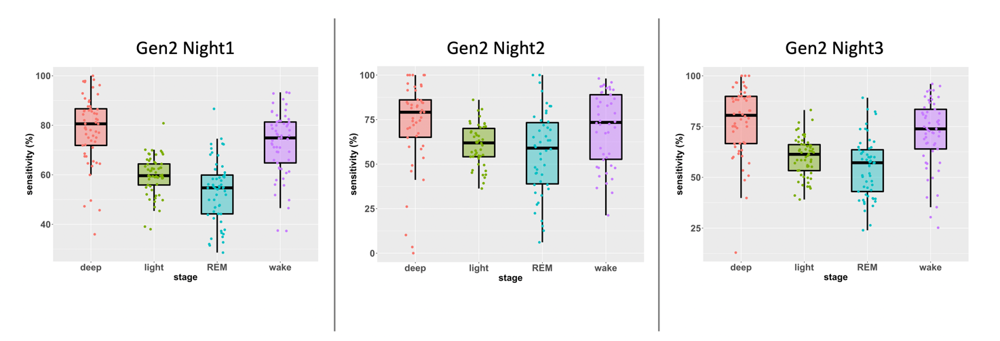 Gen2 Night1
sensitivity (%)
100
80
60
40
deep light REM wake
stage
Gen2 Night2
sensitivity (%)
100
75
50
25
0
deep light REM wake
stage
Gen2 Night3
sensitivity (%)
100
75
50
25
deep light REM wake
stage